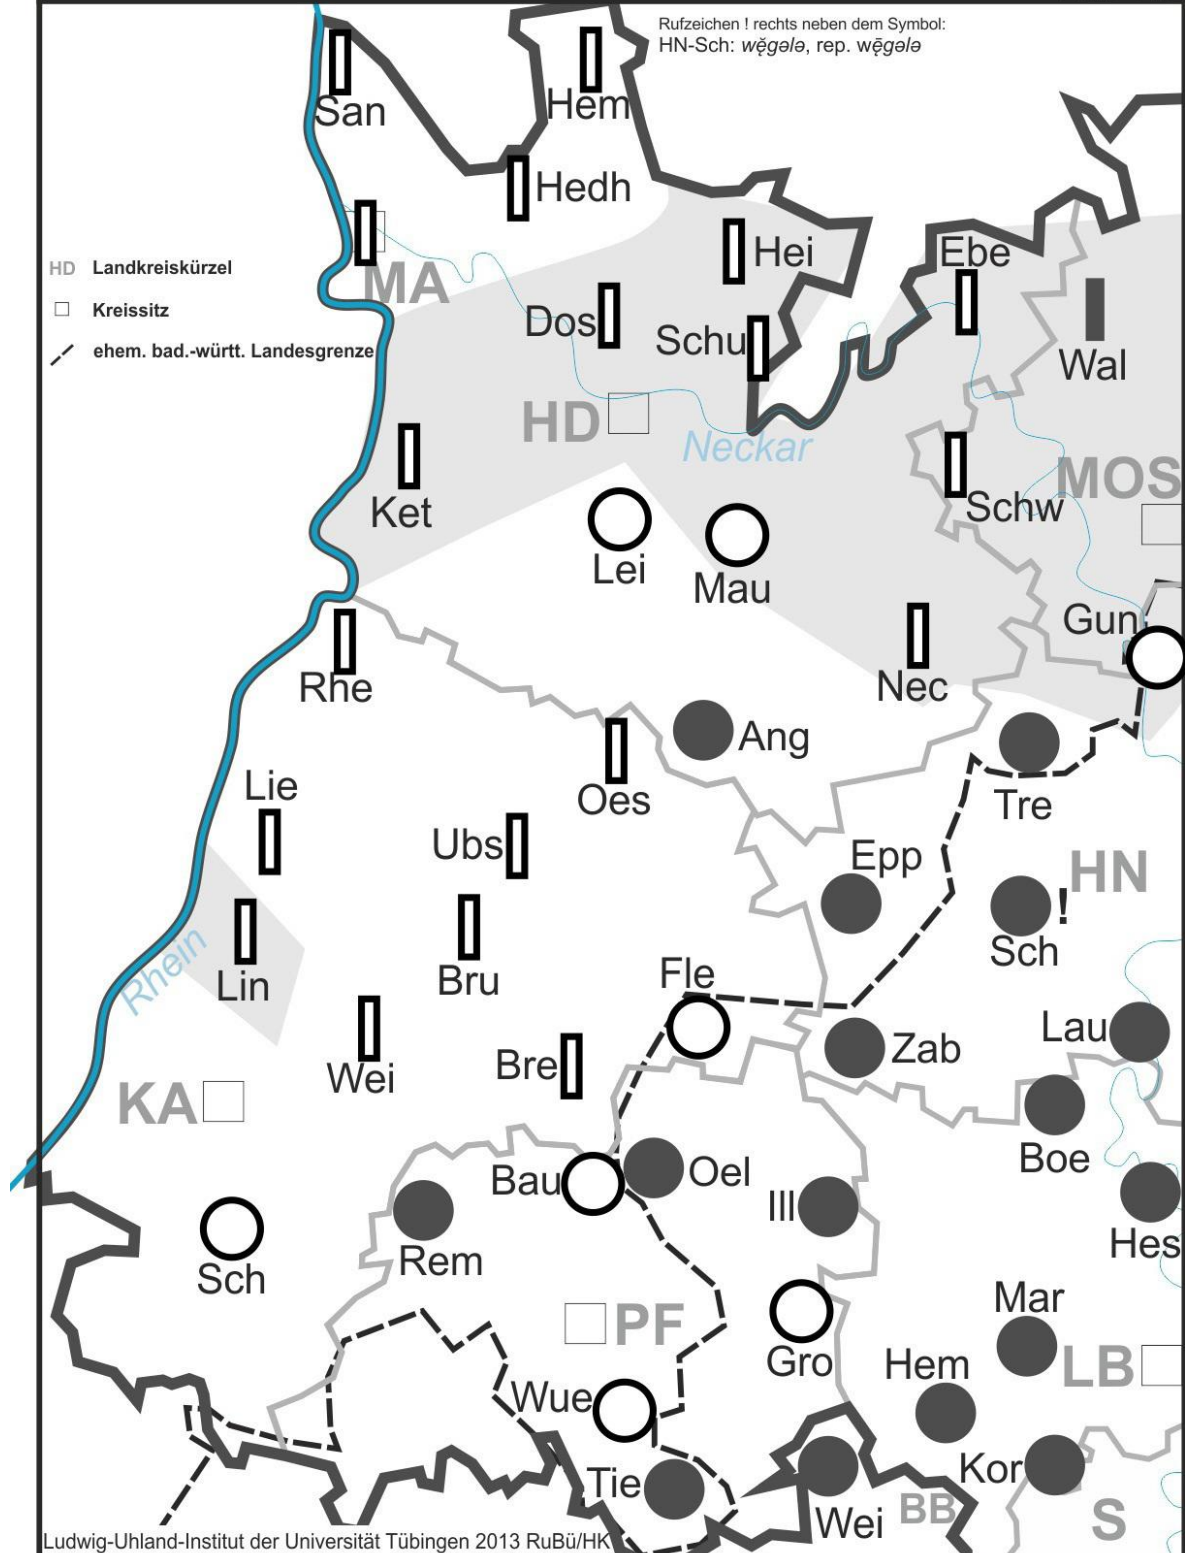 Rufzeichen ! rechts neben dem Symbol:
HN-Sch: wę̆gələ, rep. wę̄gələ
San
Hem
Hedh
Hei
Ebe
HD Landkreiskürzel
MA
Kreissitz
Dos
Schu
Wal
ehem. bad.-württ. Landesgrenze
HD
Neckar
MOS
Ket
Schw
Lei
Mau
Gun
Rhe
Nec
Ang
Oes
Tre
Lie
Ubs
Epp
HN
!
Sch
Rhein
Lin
Bru
Fle
Lau
Zab
Wei
Bre
KA
Boe
Bau
Oel
Ill
Hes
Rem
Sch
Mar
PF
Gro
Hem
LB
Wue
Kor
Tie
Wei
BB
S
Ludwig-Uhland-Institut der Universität Tübingen 2013 RuBü/HK